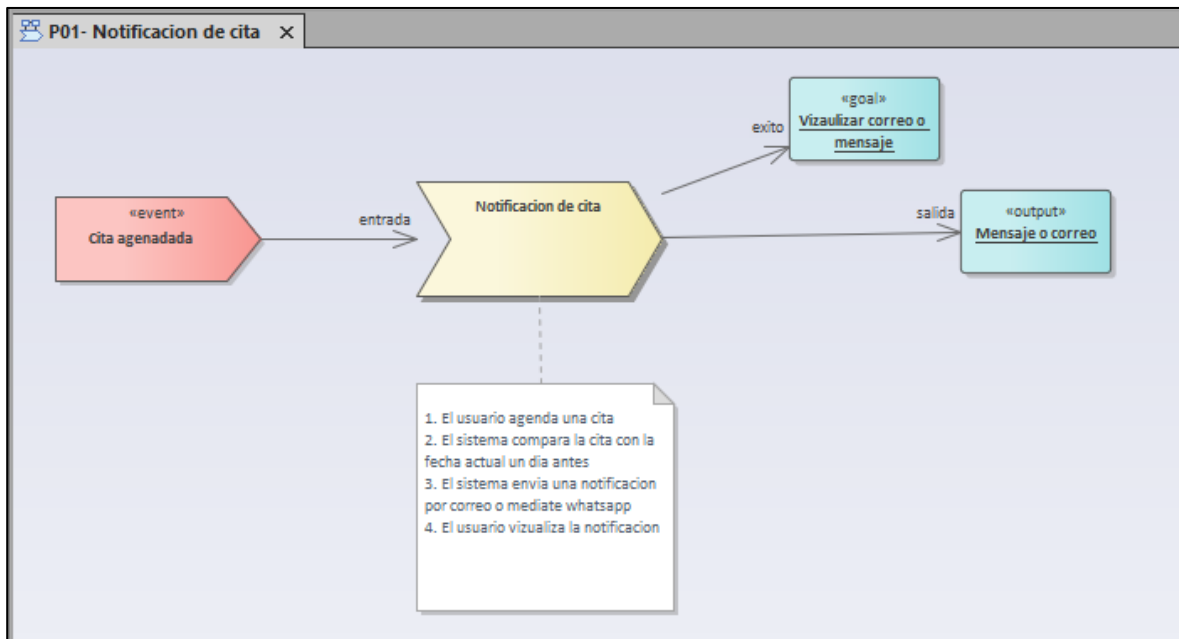 P01- Notificacion de cita X
«goal»
Vizaulizar correo o
mensaje
exito
«event»
Cita agenadada
entrada
Notificacion de cita
salida
«output»
Mensaje o correo
1. El usuario agenda una cita
2. El sistema compara la cita con la
fecha actual un dia antes
3. El sistema envia una notificacion
por correo o mediate whatsapp
4. El usuario vizualiza la notificacion